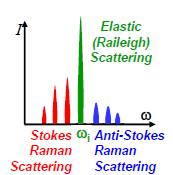 I
Elastic
(Raileigh)
Scattering
ω
Stokes
Raman
Scattering
ωi
Anti-Stokes
Raman
Scattering